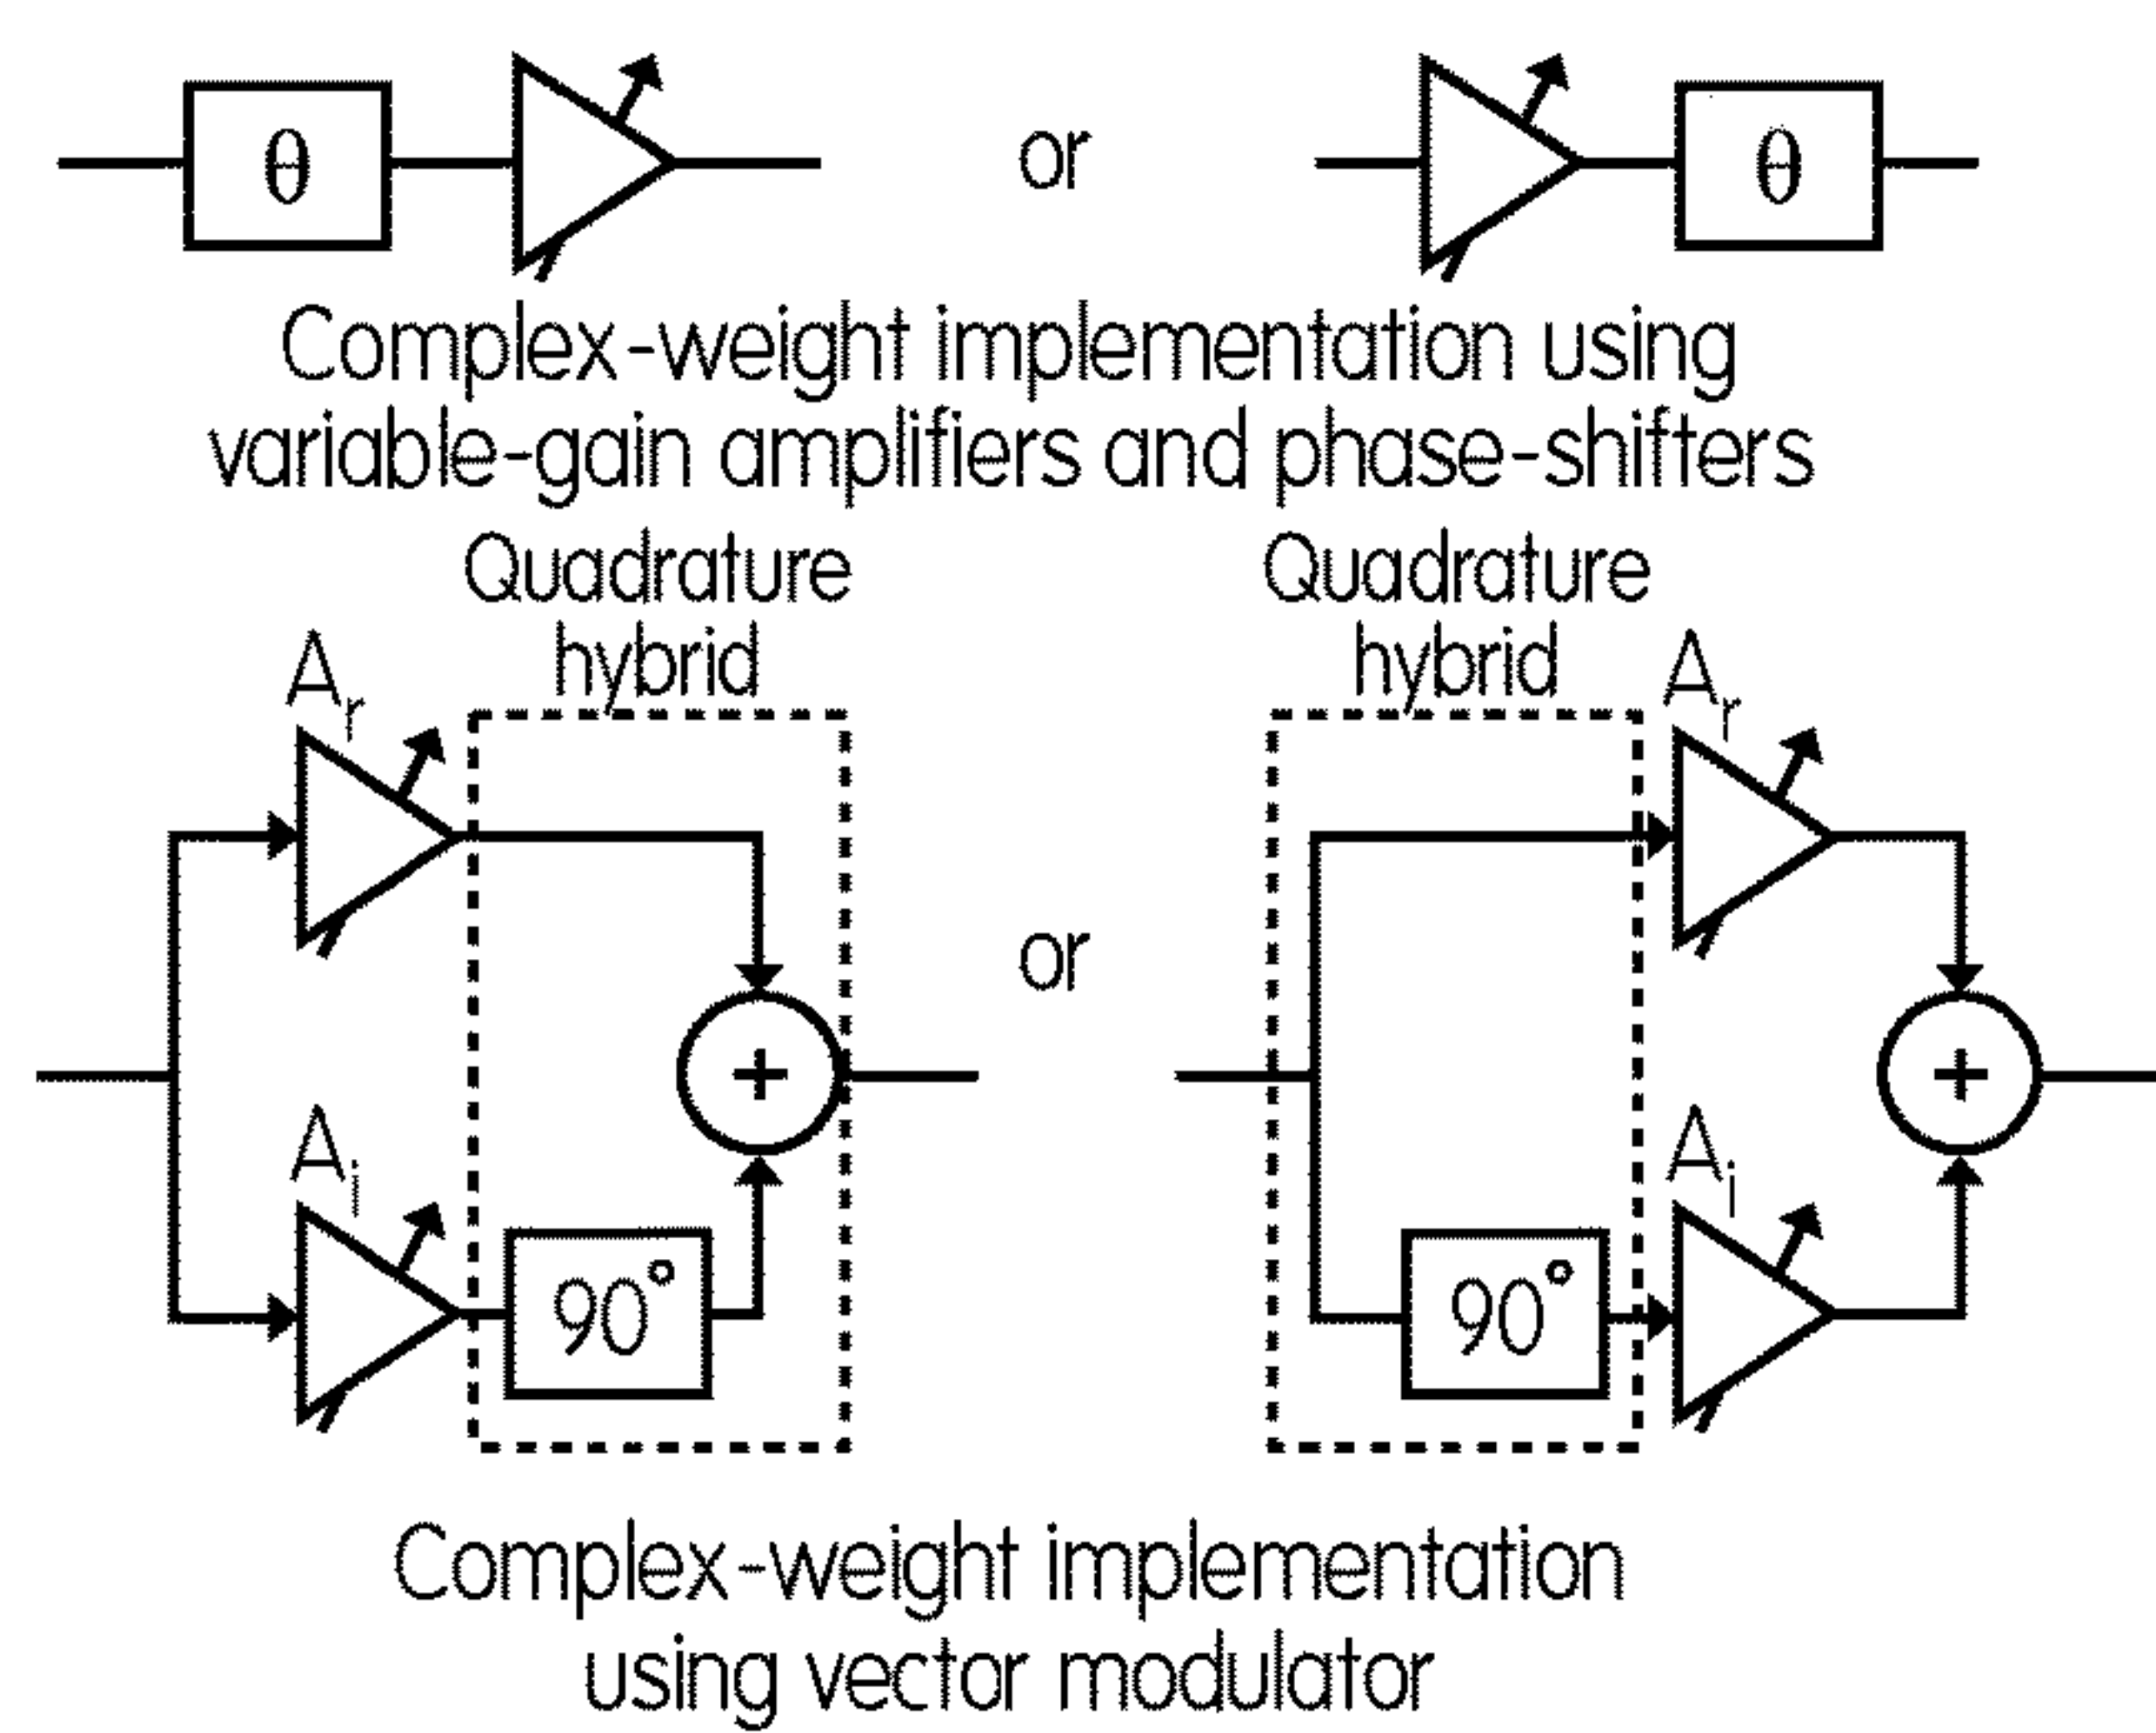 θ or θ
Complex-weight implementation using
variable-gain amplifiers and phase-shifters
Quadrature hybrid
Quadrature hybrid
Ar
Ar
or
+
+
Ai
Ai
90°
90°
Complex-weight implementation
using vector modulator